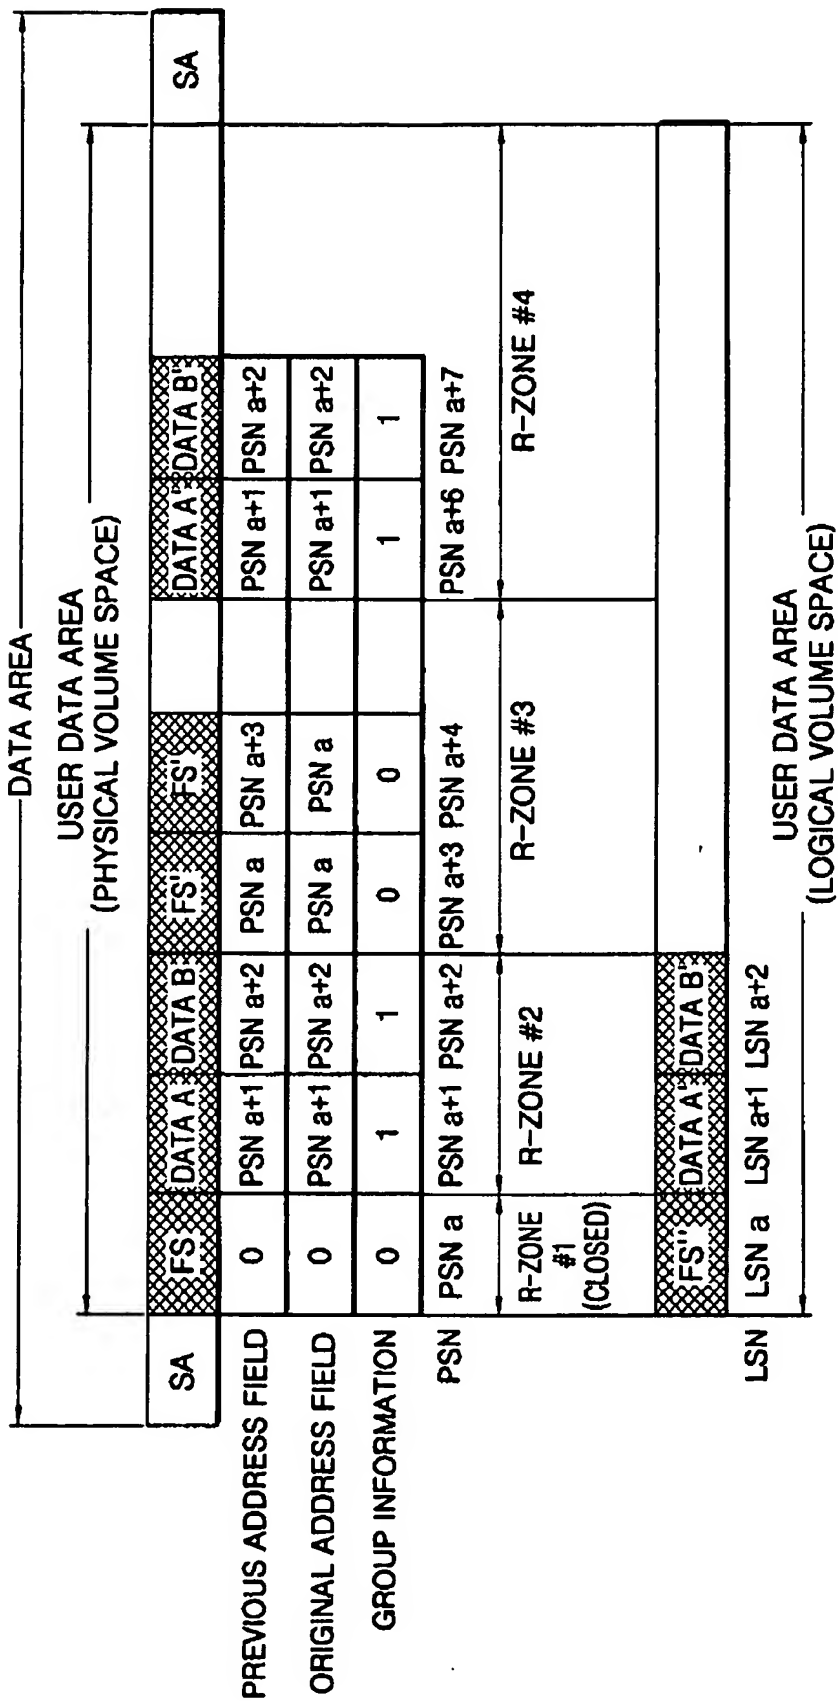 DATA AREA
USER DATA AREA
(PHYSICAL VOLUME SPACE)
SA FS DATA A DATA B FS' FS' DATA A' DATA B' SA
PREVIOUS ADDRESS FIELD 0 PSN a+1 PSN a+2 PSN a PSN a+3 PSN a+1 PSN a+2
ORIGINAL ADDRESS FIELD 0 PSN a+1 PSN a+2 PSN a PSN a PSN a+1 PSN a+2
GROUP INFORMATION 0 1 1 0 0 1 1
PSN PSN a PSN a+1 PSN a+2 PSN a+3 PSN a+4 PSN a+6 PSN a+7
R-ZONE
#1
(CLOSED)
R-ZONE #2
R-ZONE #3
R-ZONE #4
FS'' DATA A' DATA B'
LSN LSN a LSN a+1 LSN a+2
USER DATA AREA
(LOGICAL VOLUME SPACE)